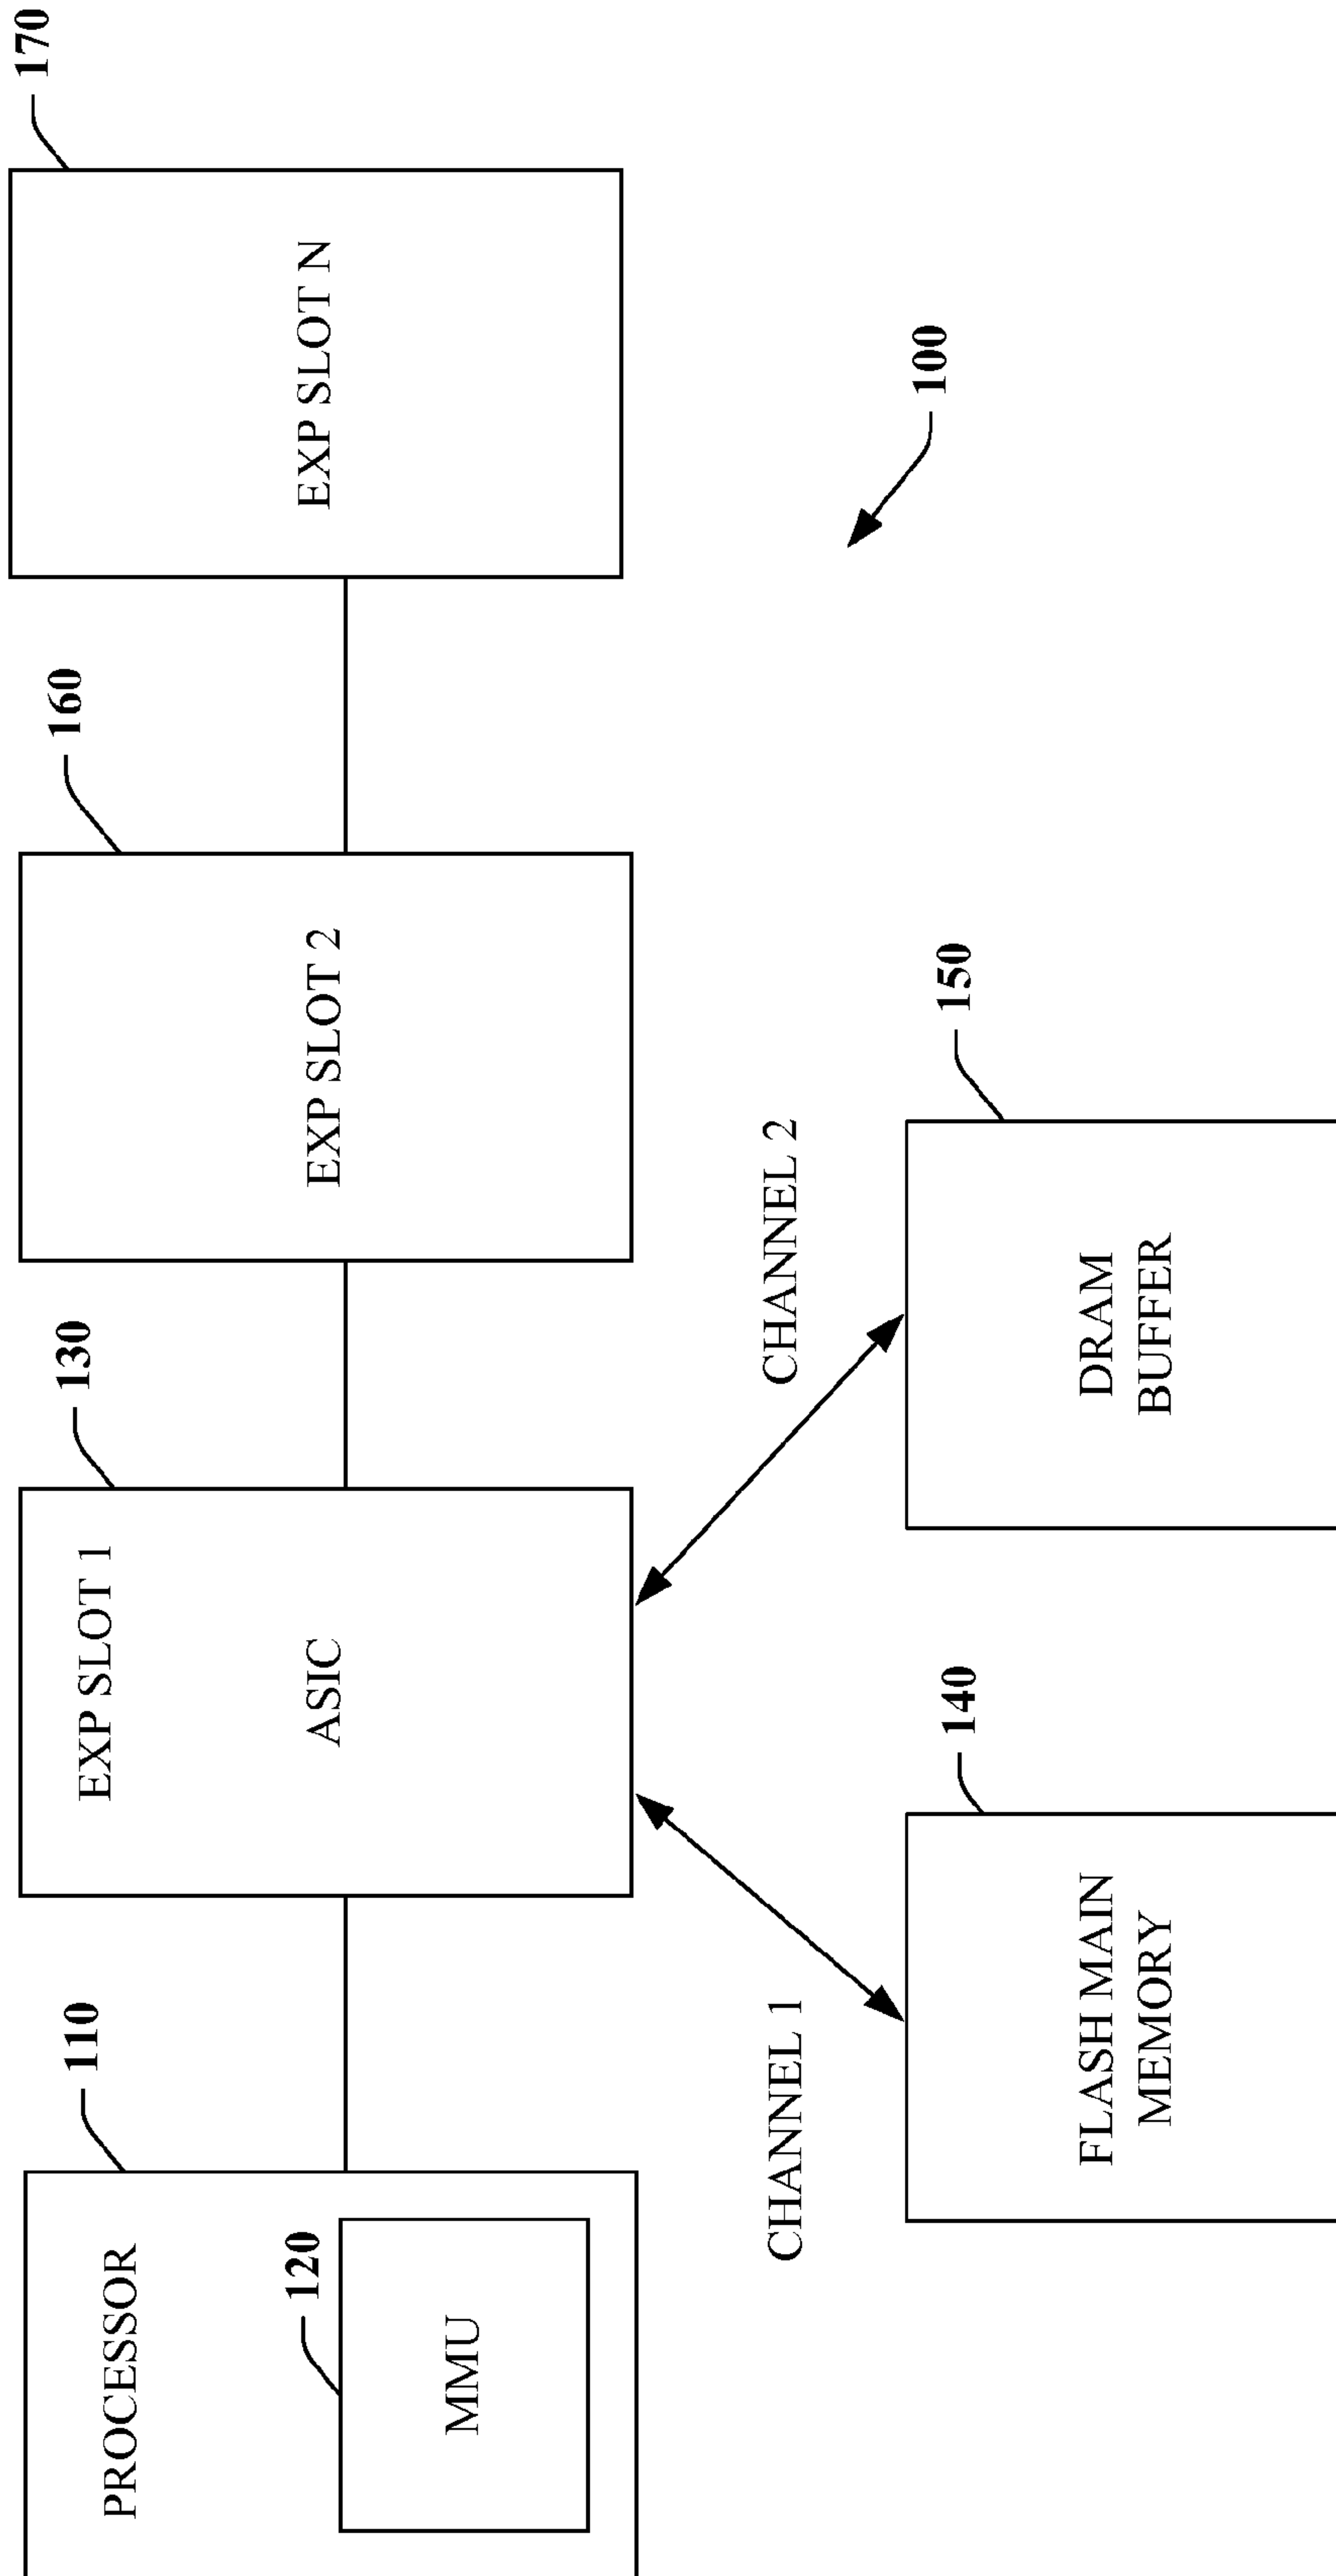 110
PROCESSOR
120
MMU
130
EXP SLOT 1
ASIC
160
EXP SLOT 2
170
EXP SLOT N
CHANNEL 1
CHANNEL 2
140
FLASH MAIN
MEMORY
150
DRAM
BUFFER
100